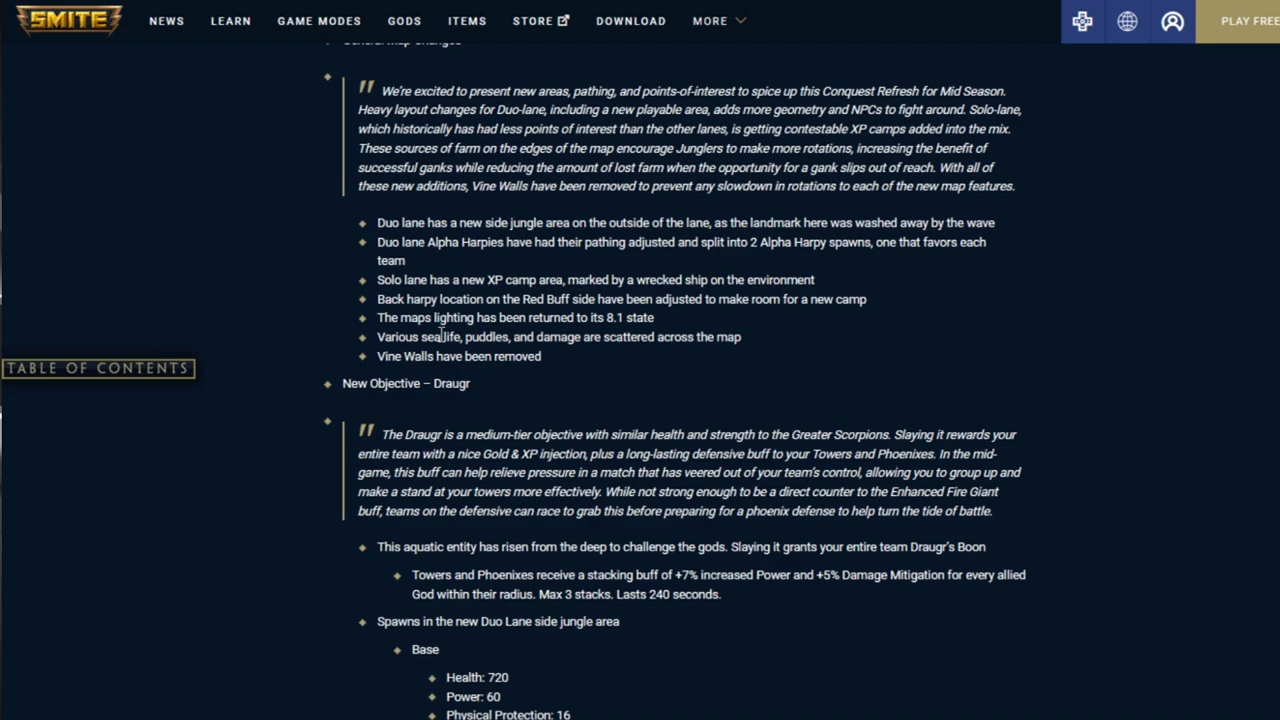 SMITE NEWS LEARN GAME MODES GODS ITEMS STORE DOWNLOAD MORE PLAY FREE
General Map Changes
" We're excited to present new areas, pathing, and points-of-interest to spice up this Conquest Refresh for Mid Season.
Heavy layout changes for Duo-lane, including a new playable area, adds more geometry and NPCs to fight around. Solo-lane,
which historically has had less points of interest than the other lanes, is getting contestable XP camps added into the mix.
These sources of farm on the edges of the map encourage Junglers to make more rotations, increasing the benefit of
successful ganks while reducing the amount of lost farm when the opportunity for a gank slips out of reach. With all of
these new additions, Vine Walls have been removed to prevent any slowdown in rotations to each of the new map features.
Duo lane has a new side jungle area on the outside of the lane, as the landmark here was washed away by the wave
Duo lane Alpha Harpies have had their pathing adjusted and split into 2 Alpha Harpy spawns, one that favors each
team
Solo lane has a new XP camp area, marked by a wrecked ship on the environment
Back harpy location on the Red Buff side have been adjusted to make room for a new camp
The maps lighting has been returned to its 8.1 state
Various sealife, puddles, and damage are scattered across the map
Vine Walls have been removed
TABLE OF CONTENTS
New Objective – Draugr
" The Draugr is a medium-tier objective with similar health and strength to the Greater Scorpions. Slaying it rewards your
entire team with a nice Gold & XP injection, plus a long-lasting defensive buff to your Towers and Phoenixes. In the mid-
game, this buff can help relieve pressure in a match that has veered out of your team's control, allowing you to group up and
make a stand at your towers more effectively. While not strong enough to be a direct counter to the Enhanced Fire Giant
buff, teams on the defensive can race to grab this before preparing for a phoenix defense to help turn the tide of battle.
This aquatic entity has risen from the deep to challenge the gods. Slaying it grants your entire team Draugr's Boon
Towers and Phoenixes receive a stacking buff of +7% increased Power and +5% Damage Mitigation for every allied
God within their radius. Max 3 stacks. Lasts 240 seconds.
Spawns in the new Duo Lane side jungle area
Base
Health: 720
Power: 60
Physical Protection: 16